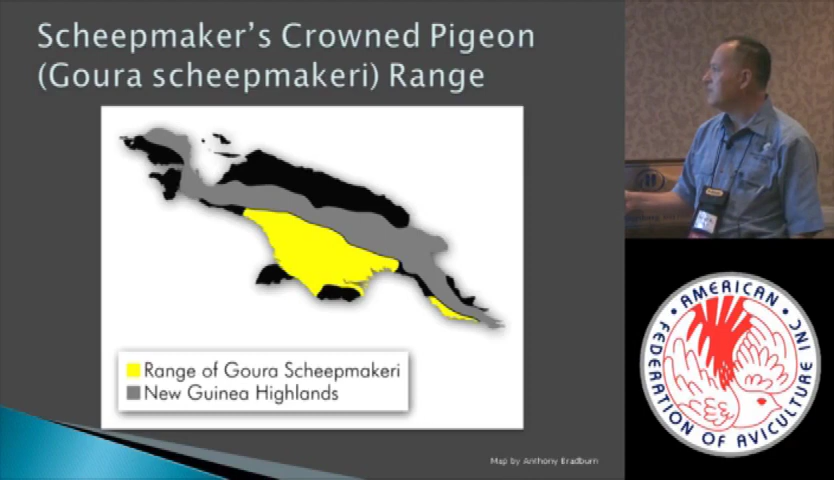 Scheepmaker's Crowned Pigeon
(Goura scheepmakeri) Range
Range of Goura Scheepmakeri
New Guinea Highlands
Map by Anthony Bradburn
• AMERICAN •
FEDERATION OF AVICULTURE INC.